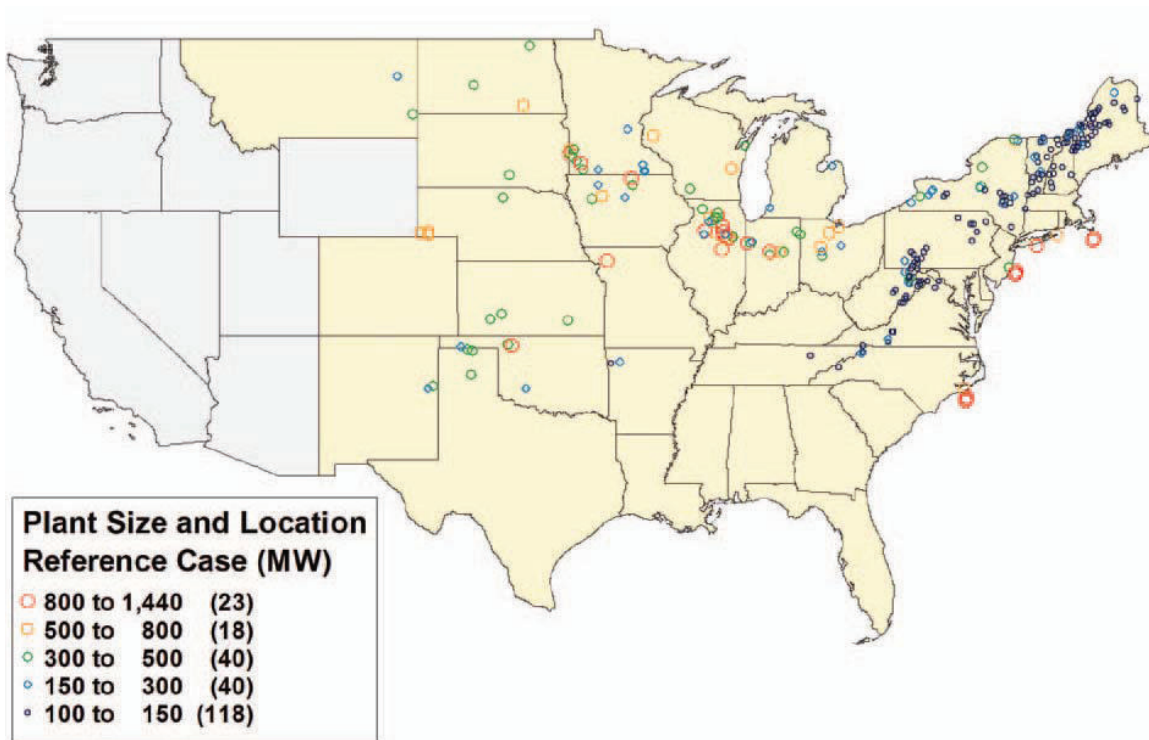 Plant Size and Location
Reference Case (MW)
800 to 1,440 (23)
500 to 800 (18)
300 to 500 (40)
150 to 300 (40)
100 to 150 (118)